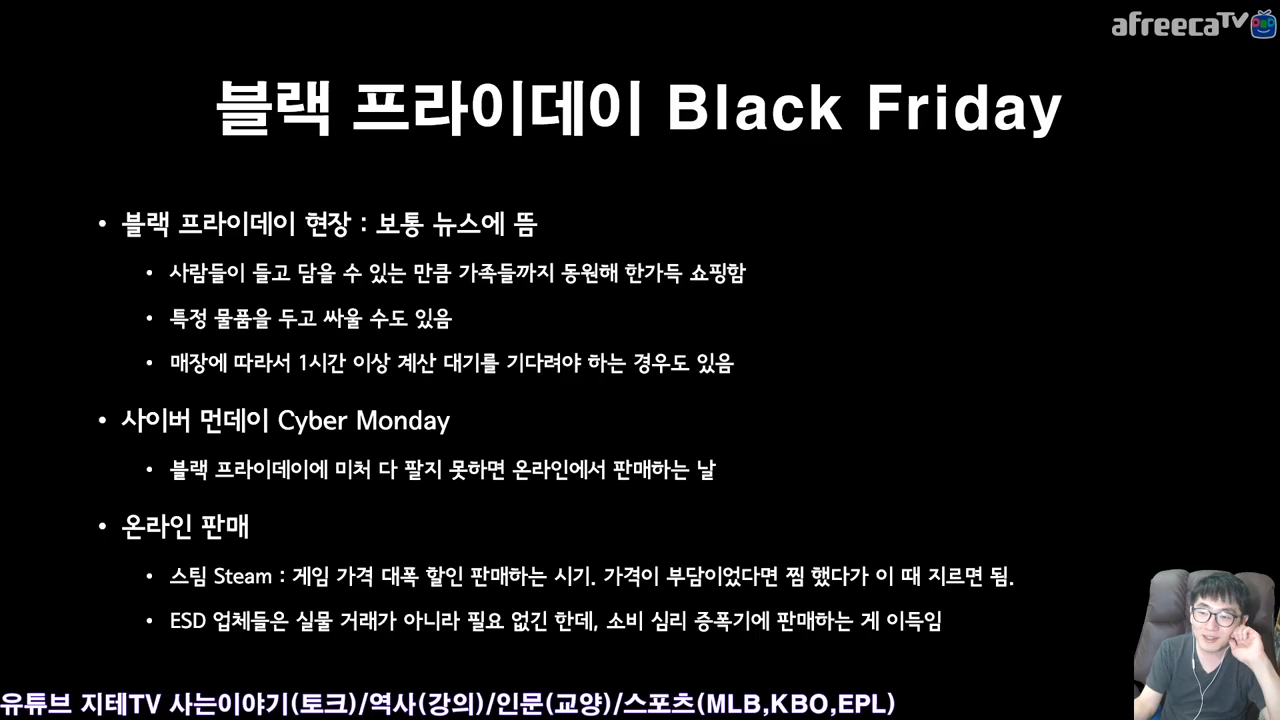 afreecaTV
블랙 프라이데이 Black Friday
• 블랙 프라이데이 현장 : 보통 뉴스에 뜸
• 사람들이 들고 담을 수 있는 만큼 가족들까지 동원해 한가득 쇼핑함
• 특정 물품을 두고 싸울 수도 있음
• 매장에 따라서 1시간 이상 계산 대기를 기다려야 하는 경우도 있음
• 사이버 먼데이 Cyber Monday
• 블랙 프라이데이에 미처 다 팔지 못하면 온라인에서 판매하는 날
• 온라인 판매
• 스팀 Steam : 게임 가격 대폭 할인 판매하는 시기. 가격이 부담이었다면 찜 했다가 이 때 지르면 됨.
• ESD 업체들은 실물 거래가 아니라 필요 없긴 한데, 소비 심리 증폭기에 판매하는 게 이득임
유튜브 지테TV 사는이야기(토크)/역사(강의)/인문(교양)/스포츠(MLB,KBO,EPL)